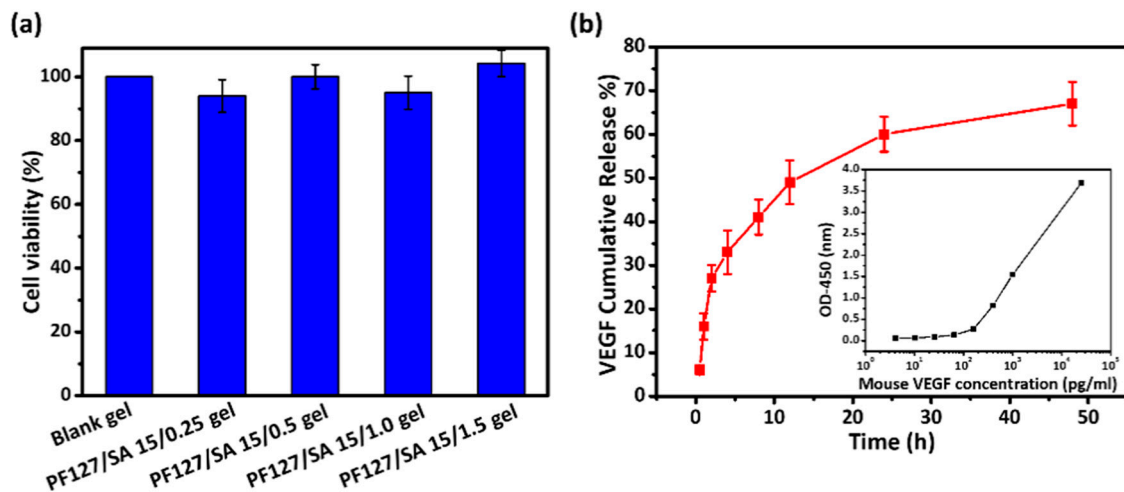 (a)
Cell viability (%)
100
80
60
40
20
0
Blank gel
PF127/SA 15/0.25 gel
PF127/SA 15/0.5 gel
PF127/SA 15/1.0 gel
PF127/SA 15/1.5 gel
(b)
VEGF Cumulative Release %)
80
70
60
50
40
30
20
10
0
0 10 20 30 40 50
Time (h)
OD-450 (nm)
4.0
3.5
3.0
2.5
2.0
1.5
1.0
0.5
0.0
10⁰ 10¹ 10² 10³ 10⁴ 10⁵
Mouse VEGF concentration (pg/ml)